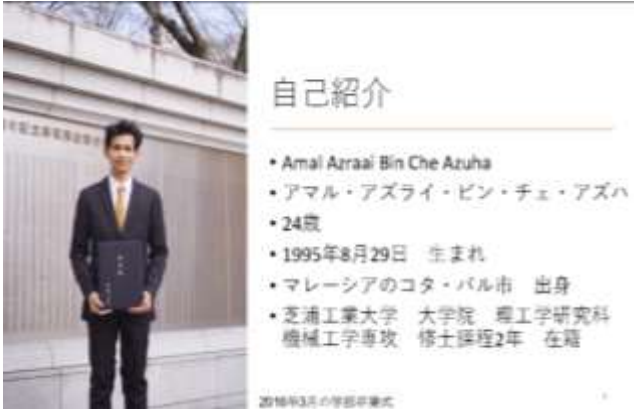 自己紹介
• Amal Azraai Bin Che Azuha
• アマル・アズライ・ビン・チェ・アズハ
• 24歳
• 1995年8月29日　生まれ
• マレーシアのコタ・バル市　出身
• 芝浦工業大学　大学院　理工学研究科
機械工学専攻　修士課程2年　在籍
年3月の学部卒業式